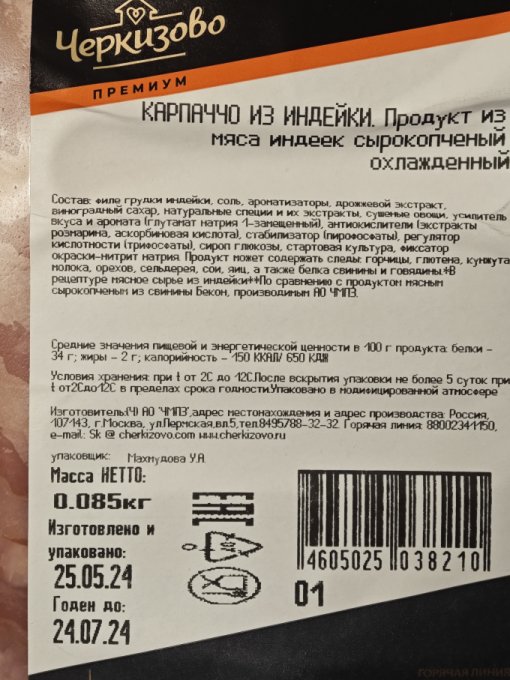 Черкизово
ПРЕМИУМ
КАРПАЧЧО ИЗ ИНДЕЙКИ. Продукт из
мяса индеек сырокопченый
охлажденный
Состав: филе грудки индейки, соль, ароматизаторы, дрожжевой экстракт,
виноградный сахар, натуральные специи и их экстракты, сушеные овощи, усилитель
вкуса и аромата (глутанат натрия 1-замещенный), антиокислители (экстракты
розмарина, аскорбиновая кислота), стабилизатор (пирофосфаты), регулятор
кислотности (трифосфаты), сироп глюкозы, стартовая культура, фиксатор
окраски-нитрит натрия. Продукт может содержать следы: горчицы, глютена, кунжута
молока, орехов, сельдерея, сои, яиц, а также белка свинины и говядины.*В
рецептуре мясное сырье из индейки**По сравнению с продуктом мясным
сырокопченым из свинины Бекон, производимым АО ЧМПЗ.
Средние значения пищевой и энергетической ценности в 100 г продукта: белки -
34 г; жиры - 2 г; калорийность - 150 ККАЛ/ 650 КДЖ
Условия хранения: при t от 2С до 12С.После вскрытия упаковки не более 5 суток при
t от2Сдо12С в пределах срока годности.Упаковано в модифицированной атмосфере
Изготовитель:(Ч) АО "ЧМПЗ",адрес местонахождения и адрес производства: Россия,
107143, г.Москва, ул.Пермская,вл.5,тел.8495788-32-32. Горячая линия: 88002341150,
e-mail: Sk @ cherkizovo.com www.cherkizovo.ru
упаковщик: Махмудова У.Я.
Масса НЕТТО:
0.085кг
Изготовлено и
упаковано:
25.05.24
Годен до:
24.07.24
4605025 038210
01
ГОРЯЧАЯ ЛИНИ